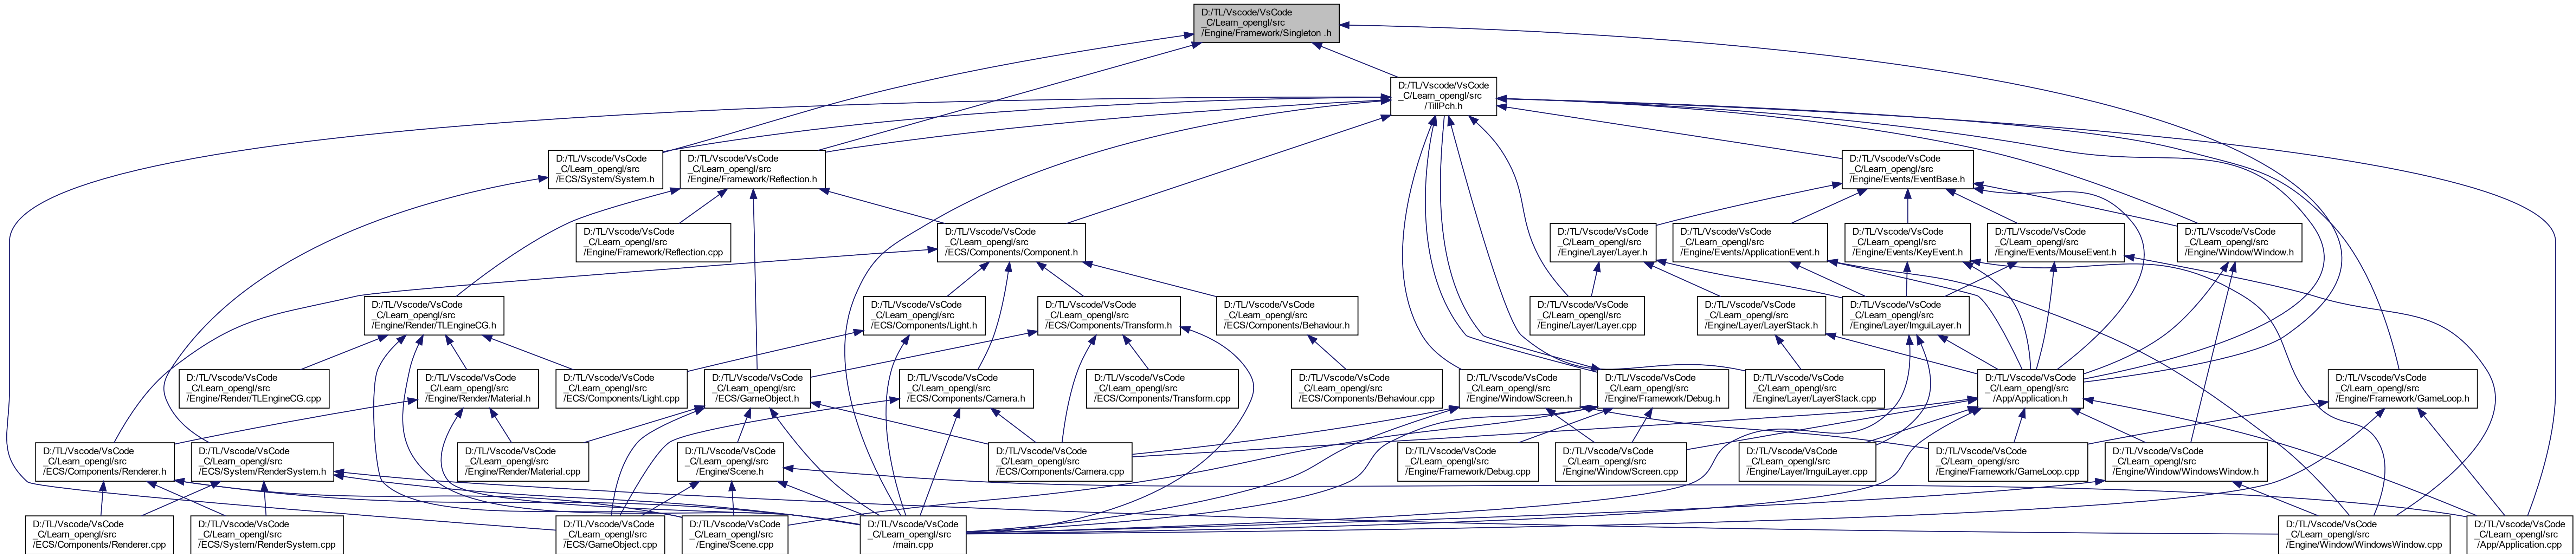 D:/TL/Vscode/VsCode
_C/Learn_opengl/src
/Engine/Framework/Singleton .h
D:/TL/Vscode/VsCode
_C/Learn_opengl/src
/TillPch.h
D:/TL/Vscode/VsCode
_C/Learn_opengl/src
/ECS/System/System.h
D:/TL/Vscode/VsCode
_C/Learn_opengl/src
/Engine/Framework/Reflection.h
D:/TL/Vscode/VsCode
_C/Learn_opengl/src
/Engine/Events/EventBase.h
D:/TL/Vscode/VsCode
_C/Learn_opengl/src
/Engine/Framework/Reflection.cpp
D:/TL/Vscode/VsCode
_C/Learn_opengl/src
/ECS/Components/Component.h
D:/TL/Vscode/VsCode
_C/Learn_opengl/src
/Engine/Layer/Layer.h
D:/TL/Vscode/VsCode
_C/Learn_opengl/src
/Engine/Events/ApplicationEvent.h
D:/TL/Vscode/VsCode
_C/Learn_opengl/src
/Engine/Events/KeyEvent.h
D:/TL/Vscode/VsCode
_C/Learn_opengl/src
/Engine/Events/MouseEvent.h
D:/TL/Vscode/VsCode
_C/Learn_opengl/src
/Engine/Window/Window.h
D:/TL/Vscode/VsCode
_C/Learn_opengl/src
/Engine/Render/TLEngineCG.h
D:/TL/Vscode/VsCode
_C/Learn_opengl/src
/ECS/Components/Light.h
D:/TL/Vscode/VsCode
_C/Learn_opengl/src
/ECS/Components/Transform.h
D:/TL/Vscode/VsCode
_C/Learn_opengl/src
/ECS/Components/Behaviour.h
D:/TL/Vscode/VsCode
_C/Learn_opengl/src
/Engine/Layer/Layer.cpp
D:/TL/Vscode/VsCode
_C/Learn_opengl/src
/Engine/Layer/LayerStack.h
D:/TL/Vscode/VsCode
_C/Learn_opengl/src
/Engine/Layer/ImguiLayer.h
D:/TL/Vscode/VsCode
_C/Learn_opengl/src
/Engine/Render/TLEngineCG.cpp
D:/TL/Vscode/VsCode
_C/Learn_opengl/src
/Engine/Render/Material.h
D:/TL/Vscode/VsCode
_C/Learn_opengl/src
/ECS/Components/Light.cpp
D:/TL/Vscode/VsCode
_C/Learn_opengl/src
/ECS/GameObject.h
D:/TL/Vscode/VsCode
_C/Learn_opengl/src
/ECS/Components/Camera.h
D:/TL/Vscode/VsCode
_C/Learn_opengl/src
/ECS/Components/Transform.cpp
D:/TL/Vscode/VsCode
_C/Learn_opengl/src
/ECS/Components/Behaviour.cpp
D:/TL/Vscode/VsCode
_C/Learn_opengl/src
/Engine/Window/Screen.h
D:/TL/Vscode/VsCode
_C/Learn_opengl/src
/Engine/Framework/Debug.h
D:/TL/Vscode/VsCode
_C/Learn_opengl/src
/Engine/Layer/LayerStack.cpp
D:/TL/Vscode/VsCode
_C/Learn_opengl/src
/App/Application.h
D:/TL/Vscode/VsCode
_C/Learn_opengl/src
/Engine/Framework/GameLoop.h
D:/TL/Vscode/VsCode
_C/Learn_opengl/src
/ECS/Components/Renderer.h
D:/TL/Vscode/VsCode
_C/Learn_opengl/src
/ECS/System/RenderSystem.h
D:/TL/Vscode/VsCode
_C/Learn_opengl/src
/Engine/Render/Material.cpp
D:/TL/Vscode/VsCode
_C/Learn_opengl/src
/Engine/Scene.h
D:/TL/Vscode/VsCode
_C/Learn_opengl/src
/ECS/Components/Camera.cpp
D:/TL/Vscode/VsCode
_C/Learn_opengl/src
/Engine/Framework/Debug.cpp
D:/TL/Vscode/VsCode
_C/Learn_opengl/src
/Engine/Window/Screen.cpp
D:/TL/Vscode/VsCode
_C/Learn_opengl/src
/Engine/Layer/ImguiLayer.cpp
D:/TL/Vscode/VsCode
_C/Learn_opengl/src
/Engine/Framework/GameLoop.cpp
D:/TL/Vscode/VsCode
_C/Learn_opengl/src
/Engine/Window/WindowsWindow.h
D:/TL/Vscode/VsCode
_C/Learn_opengl/src
/ECS/Components/Renderer.cpp
D:/TL/Vscode/VsCode
_C/Learn_opengl/src
/ECS/System/RenderSystem.cpp
D:/TL/Vscode/VsCode
_C/Learn_opengl/src
/ECS/GameObject.cpp
D:/TL/Vscode/VsCode
_C/Learn_opengl/src
/Engine/Scene.cpp
D:/TL/Vscode/VsCode
_C/Learn_opengl/src
/main.cpp
D:/TL/Vscode/VsCode
_C/Learn_opengl/src
/Engine/Window/WindowsWindow.cpp
D:/TL/Vscode/VsCode
_C/Learn_opengl/src
/App/Application.cpp